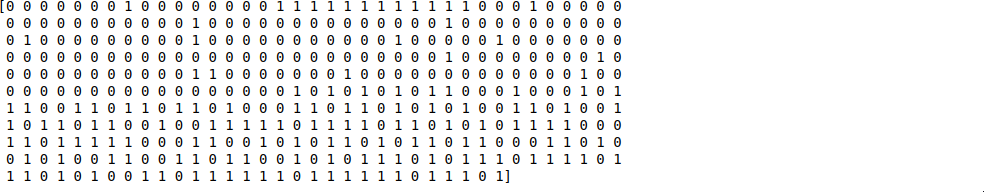 [0 0 0 0 0 0 0 1 0 0 0 0 0 0 0 0 1 1 1 1 1 1 1 1 1 1 1 1 0 0 0 1 0 0 0 0 0
0 0 0 0 0 0 0 0 0 0 0 1 0 0 0 0 0 0 0 0 0 0 0 0 0 0 1 0 0 0 0 0 0 0 0 0 0
0 1 0 0 0 0 0 0 0 0 0 1 0 0 0 0 0 0 0 0 0 0 0 1 0 0 0 0 0 1 0 0 0 0 0 0 0
0 0 0 0 0 0 0 0 0 0 0 0 0 0 0 0 0 0 0 0 0 0 0 0 0 0 1 0 0 0 0 0 0 0 0 1 0
0 0 0 0 0 0 0 0 0 0 0 1 1 0 0 0 0 0 0 0 1 0 0 0 0 0 0 0 0 0 0 0 0 0 1 0 0
0 0 0 0 0 0 0 0 0 0 0 0 0 0 0 0 0 1 0 1 0 1 0 1 0 1 1 0 0 0 1 0 0 0 1 0 1
1 1 0 0 1 1 0 1 1 0 1 1 0 1 0 0 0 1 1 0 1 1 0 1 0 1 0 1 0 0 1 1 0 1 0 0 1
1 0 1 1 0 1 1 0 0 1 0 0 1 1 1 1 1 0 1 1 1 1 0 1 1 0 1 0 1 0 1 1 1 1 0 0 0
1 1 0 1 1 1 1 1 0 0 0 1 1 0 0 1 0 1 0 1 1 0 1 0 1 1 0 1 1 0 0 0 1 1 0 1 0
0 1 0 1 0 0 1 1 0 0 1 1 0 1 1 0 0 1 0 1 0 1 1 1 0 1 0 1 1 1 0 1 1 1 1 0 1
1 1 0 1 0 1 0 0 1 1 0 1 1 1 1 1 1 0 1 1 1 1 1 1 0 1 1 1 0 1]